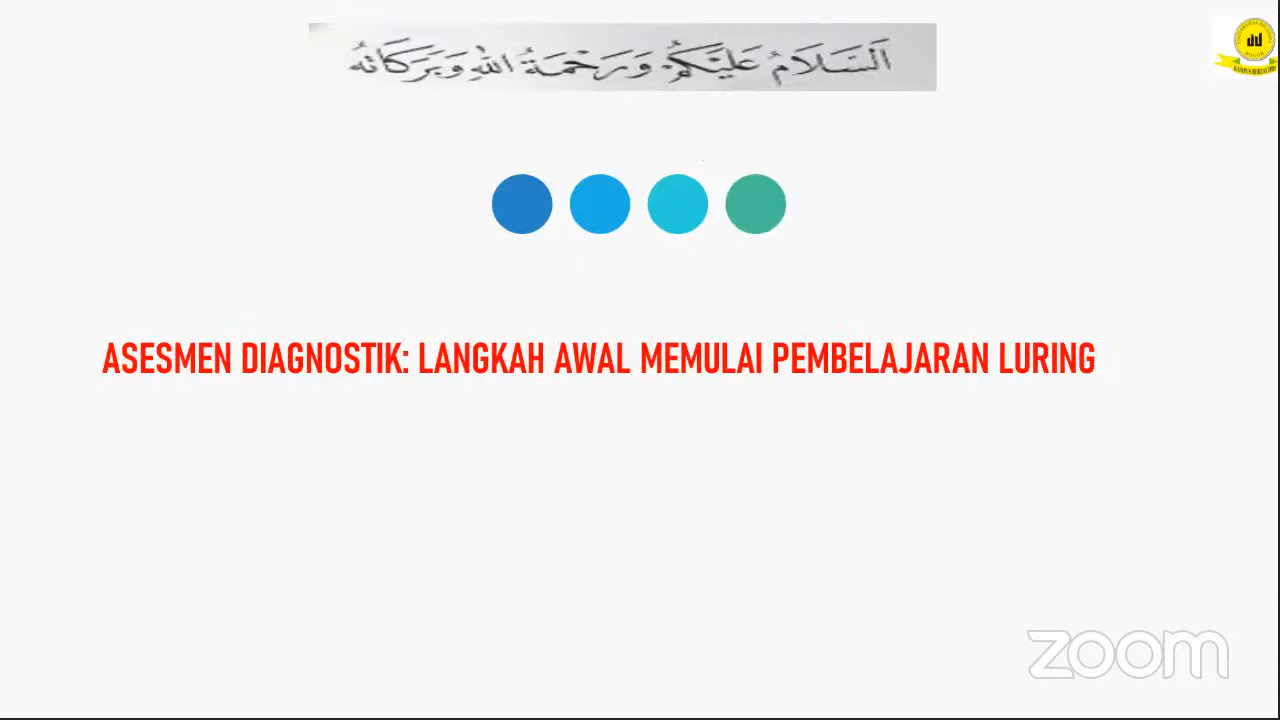 اَلسَّلَامُ عَلَيْكُمْ وَرَحْمَةُ اللهِ وَبَرَكَاتُهُ
ASESMEN DIAGNOSTIK: LANGKAH AWAL MEMULAI PEMBELAJARAN LURING
zoom